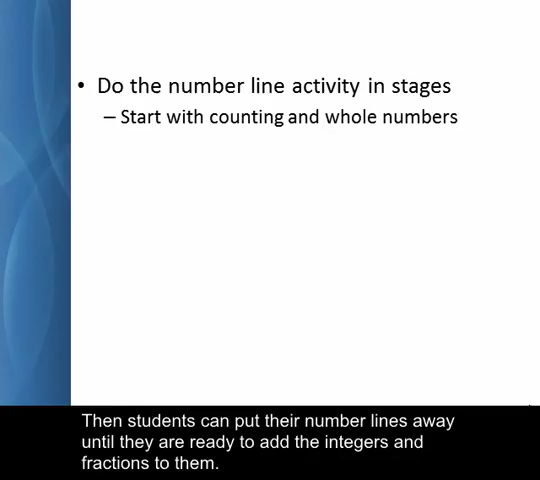 • Do the number line activity in stages
– Start with counting and whole numbers
Then students can put their number lines away
until they are ready to add the integers and
fractions to them.